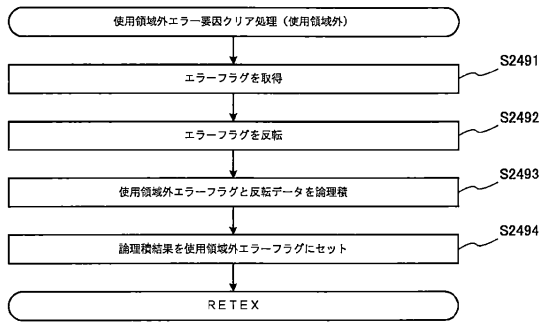 使用領域外エラー要因クリア処理（使用領域外）
S2491
エラーフラグを取得
S2492
エラーフラグを反転
S2493
使用領域外エラーフラグと反転データを論理積
S2494
論理積結果を使用領域外エラーフラグにセット
RETEX